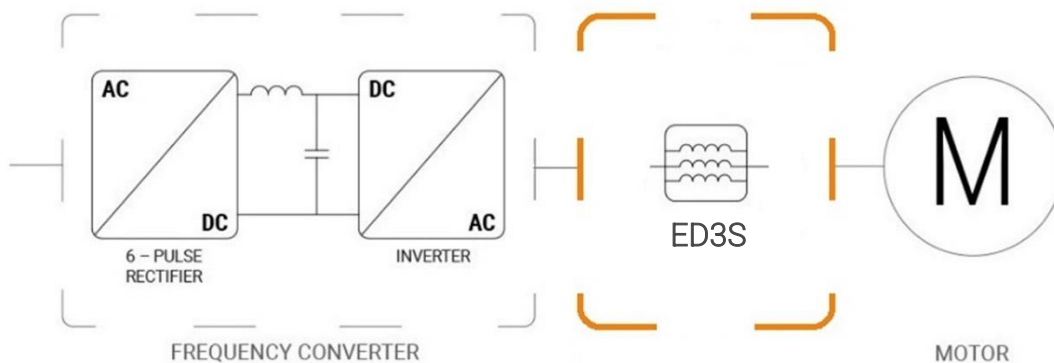 AC
DC
DC
AC
6 – PULSE
RECTIFIER
INVERTER
ED3S
M
FREQUENCY CONVERTER
MOTOR